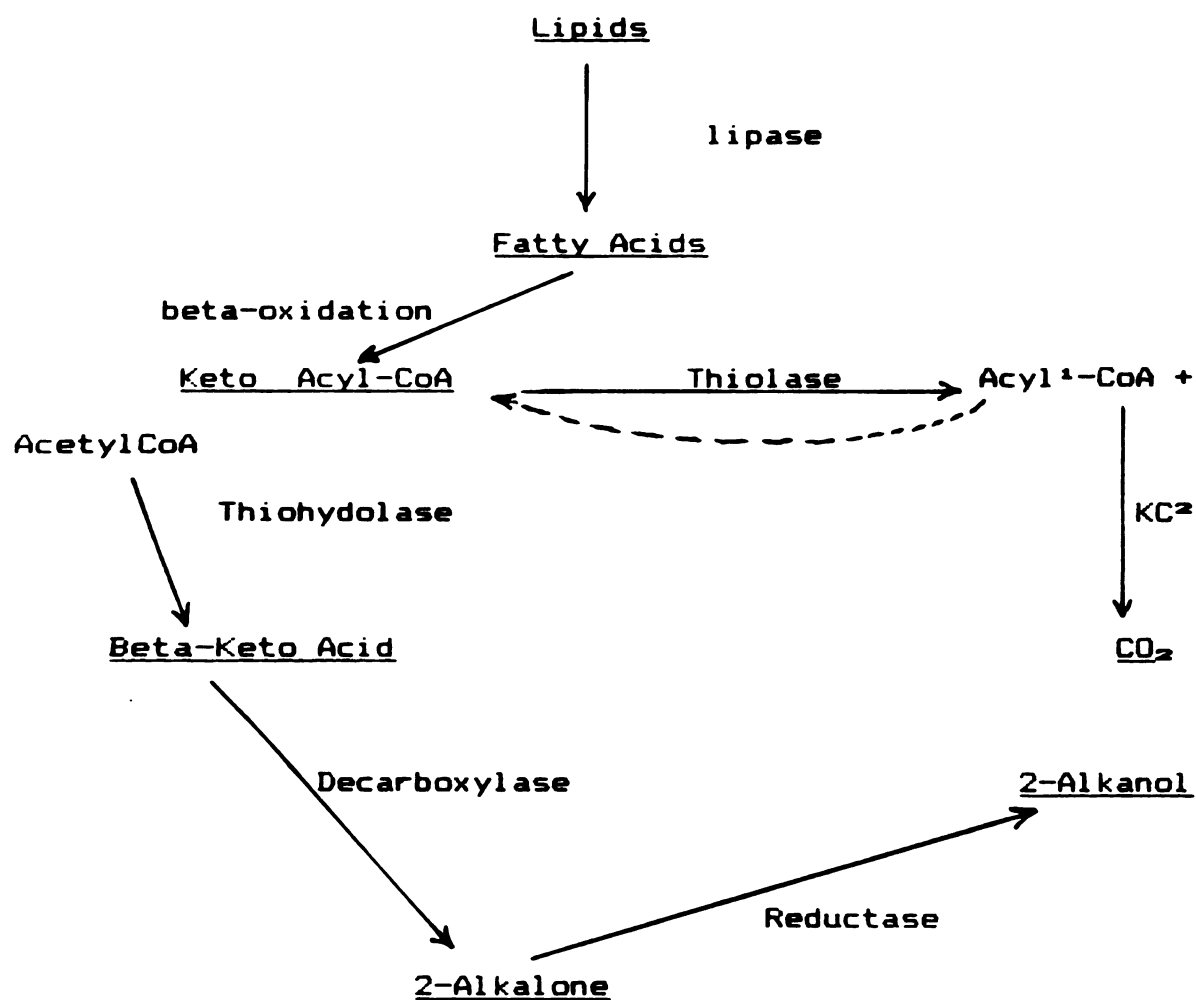 Lipids
lipase
Fatty Acids
beta-oxidation
Keto Acyl-CoA
Thiolase
Acyl¹-CoA +
AcetylCoA
Thiohydolase
KC²
Beta-Keto Acid
CO₂
Decarboxylase
2-Alkanol
Reductase
2-Alkalone